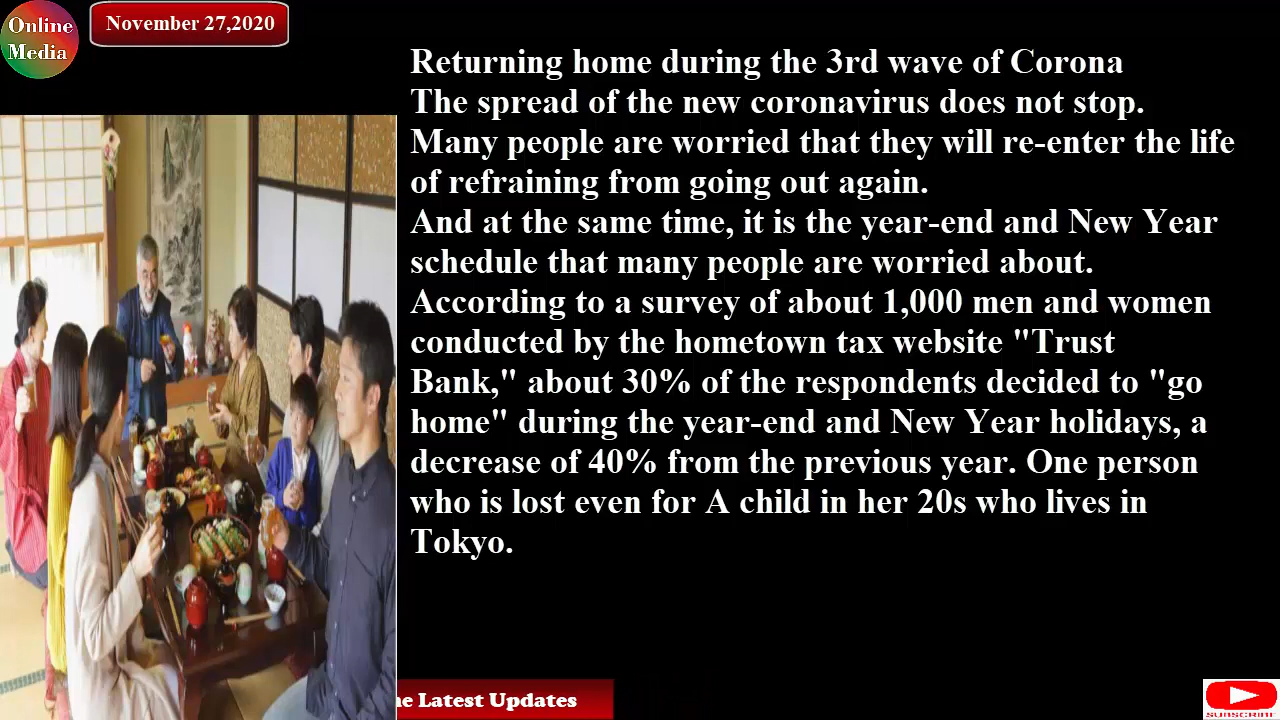 Online
Media
November 27,2020
Returning home during the 3rd wave of Corona
The spread of the new coronavirus does not stop.
Many people are worried that they will re-enter the life
of refraining from going out again.
And at the same time, it is the year-end and New Year
schedule that many people are worried about.
According to a survey of about 1,000 men and women
conducted by the hometown tax website "Trust
Bank," about 30% of the respondents decided to "go
home" during the year-end and New Year holidays, a
decrease of 40% from the previous year. One person
who is lost even for A child in her 20s who lives in
Tokyo.
he Latest Updates
SUBSCRIBE